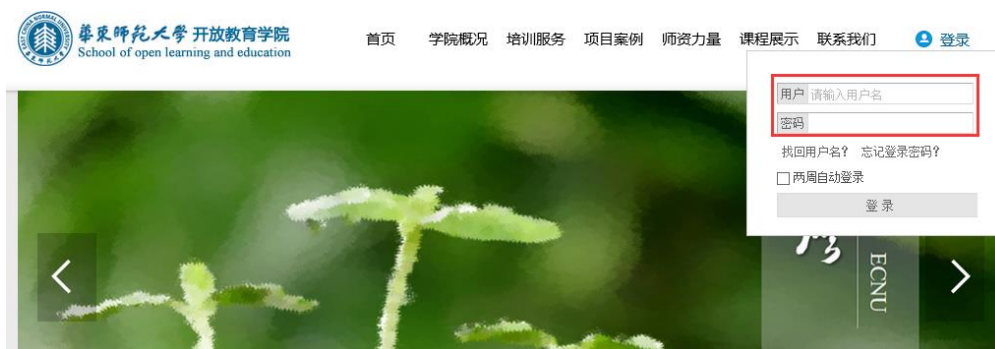 華東师范大学 开放教育学院
School of open learning and education
首页 学院概况 培训服务 项目案例 师资力量 课程展示 联系我们 登录
用户 请输入用户名
密码
找回用户名? 忘记登录密码?
两周自动登录
登 录
ECNU